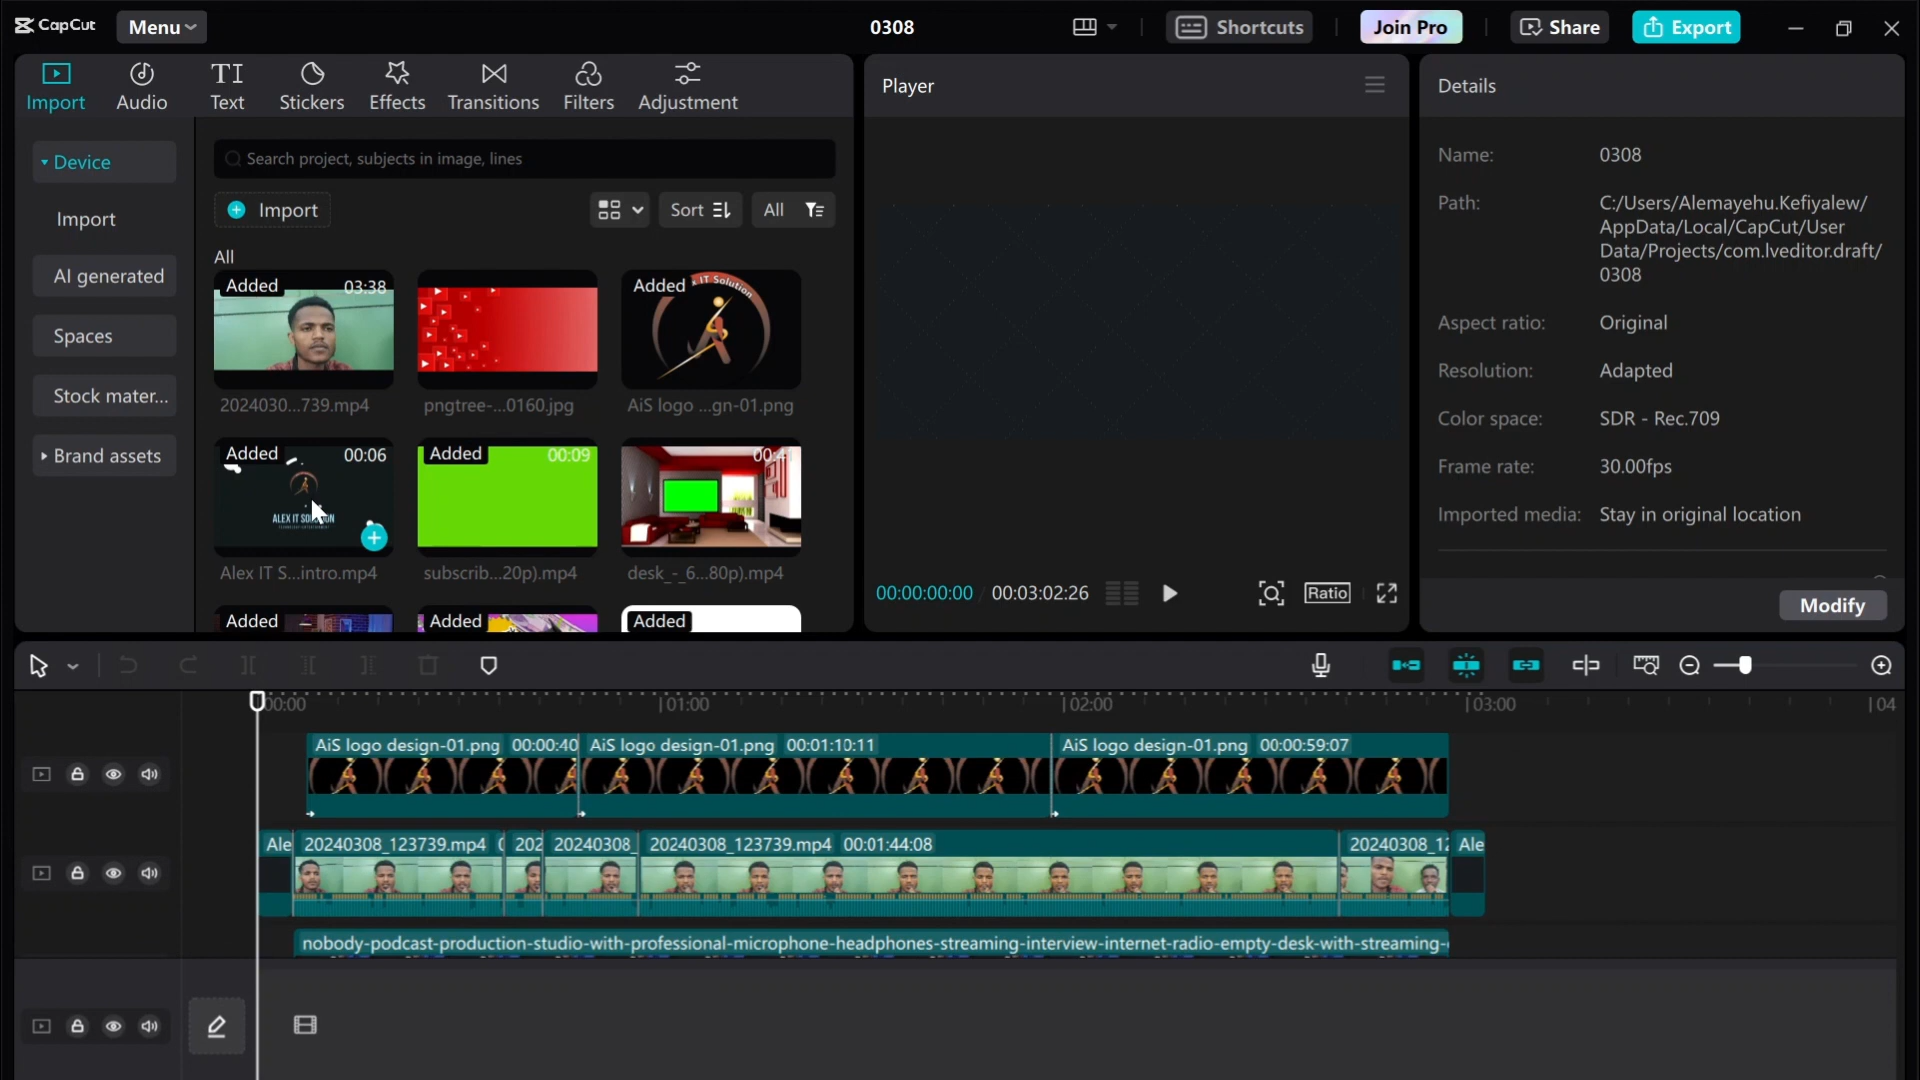 CapCut
Menu
0308
Shortcuts
Join Pro
Share
Export
Import
Audio
TI
Text
Stickers
Effects
Transitions
Filters
Adjustment
Device
Import
AI generated
Spaces
Stock mater...
Brand assets
Search project, subjects in image, lines
Import
Sort
All
All
Added 03:38
2024030...739.mp4
pngtree-...0160.jpg
Added
IT Solution
AiS logo ...gn-01.png
Added 00:06
ALEX IT SOLUTION
Alex IT S...intro.mp4
Added 00:09
subscrib...20p).mp4
00:41
desk_-_6...80p).mp4
Added
Added
Added
Player
00:00:00:00 / 00:03:02:26
Ratio
Details
Name: 0308
Path: C:/Users/Alemayehu.Kefiyalew/
AppData/Local/CapCut/User
Data/Projects/com.lveditor.draft/
0308
Aspect ratio: Original
Resolution: Adapted
Color space: SDR - Rec.709
Frame rate: 30.00fps
Imported media: Stay in original location
Modify
00:00 01:00 02:00 03:00 04
AiS logo design-01.png 00:00:40
AiS logo design-01.png 00:01:10:11
AiS logo design-01.png 00:00:59:07
Ale
20240308_123739.mp4
202
20240308_
20240308_123739.mp4 00:01:44:08
20240308_12
Ale
nobody-podcast-production-studio-with-professional-microphone-headphones-streaming-interview-internet-radio-empty-desk-with-streaming-